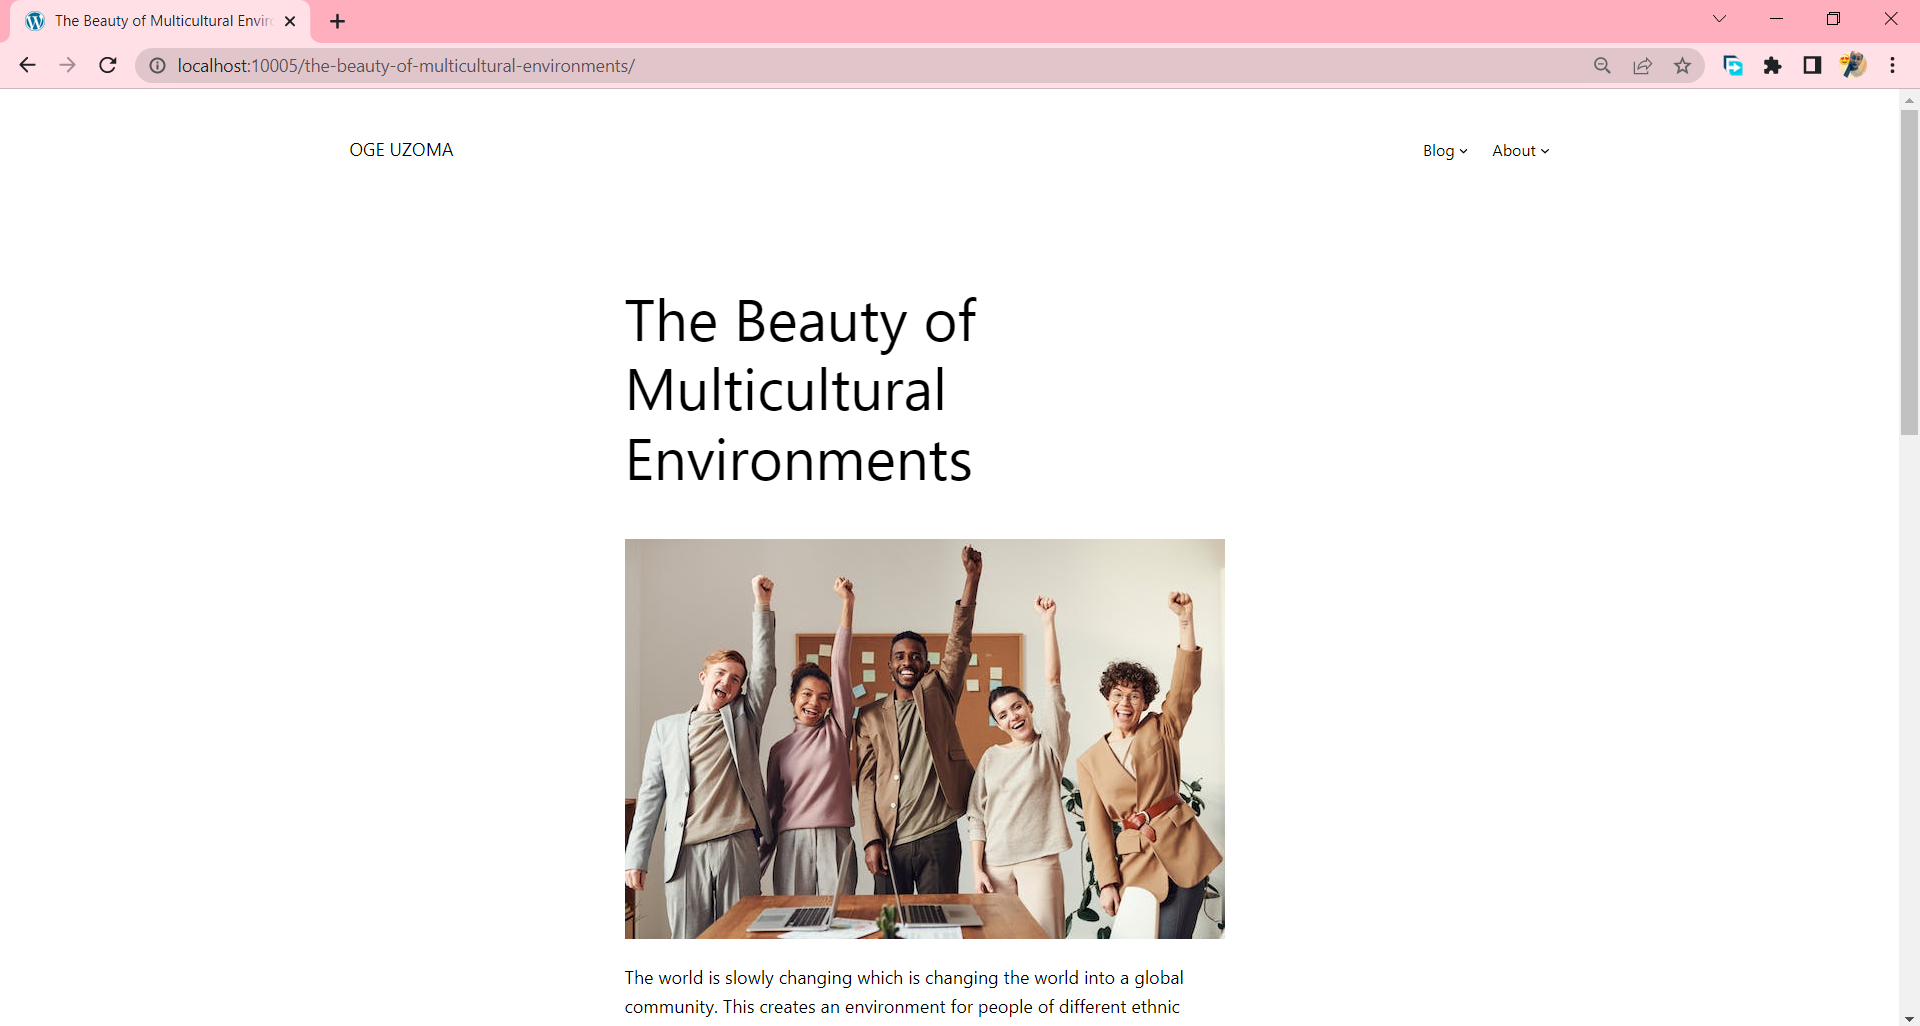 The Beauty of Multicultural Envir
localhost:10005/the-beauty-of-multicultural-environments/
OGE UZOMA
Blog
About
The Beauty of
Multicultural
Environments
The world is slowly changing which is changing the world into a global
community. This creates an environment for people of different ethnic